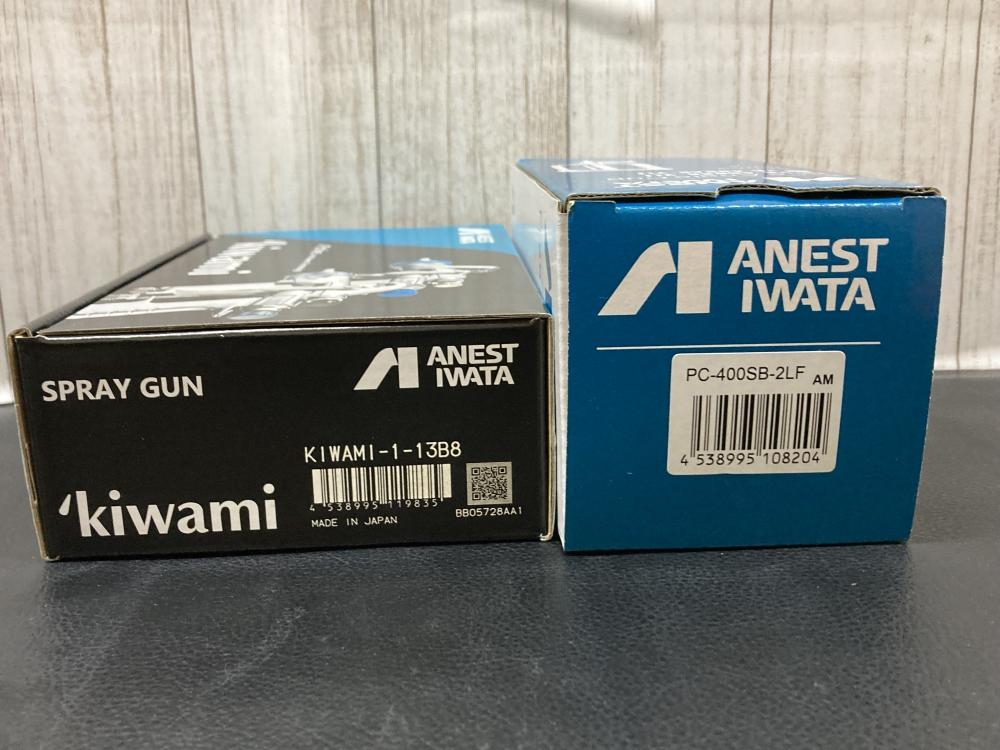 kiwami
SPRAY GUN
ANEST
IWATA
KIWAMI-1-13B8
4 538995 119835
MADE IN JAPAN
BB05728AA1
'kiwami
ANEST
IWATA
PC-400SB-2LF AM
4 538995 108204